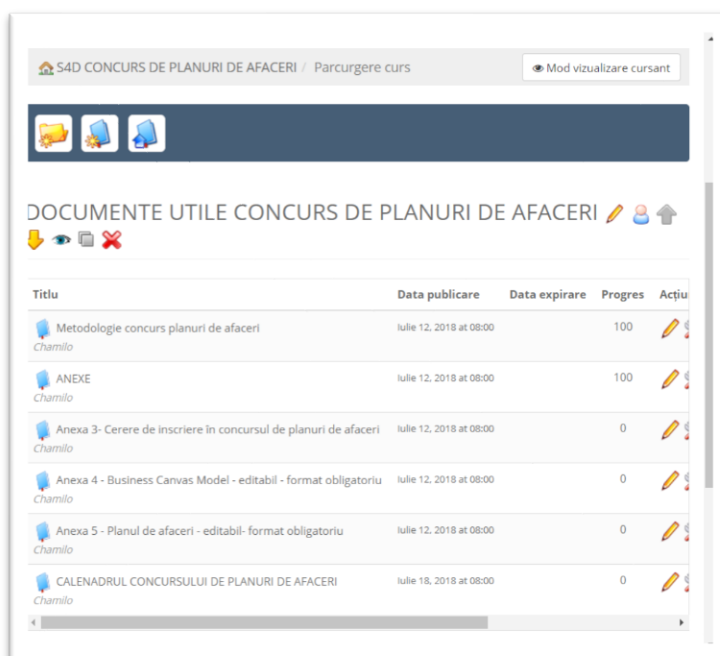 S4D CONCURS DE PLANURI DE AFACERI / Parcurgere curs
Mod vizualizare cursant
DOCUMENTE UTILE CONCURS DE PLANURI DE AFACERI
Titlu Data publicare Data expirare Progres Acțiu
Metodologie concurs planuri de afaceri Iulie 12, 2018 at 08:00 100
Chamilo
ANEXE Iulie 12, 2018 at 08:00 100
Chamilo
Anexa 3- Cerere de inscriere în concursul de planuri de afaceri Iulie 12, 2018 at 08:00 0
Chamilo
Anexa 4 - Business Canvas Model - editabil - format obligatoriu Iulie 12, 2018 at 08:00 0
Chamilo
Anexa 5 - Planul de afaceri - editabil- format obligatoriu Iulie 12, 2018 at 08:00 0
Chamilo
CALENADRUL CONCURSULUI DE PLANURI DE AFACERI Iulie 18, 2018 at 08:00 0
Chamilo